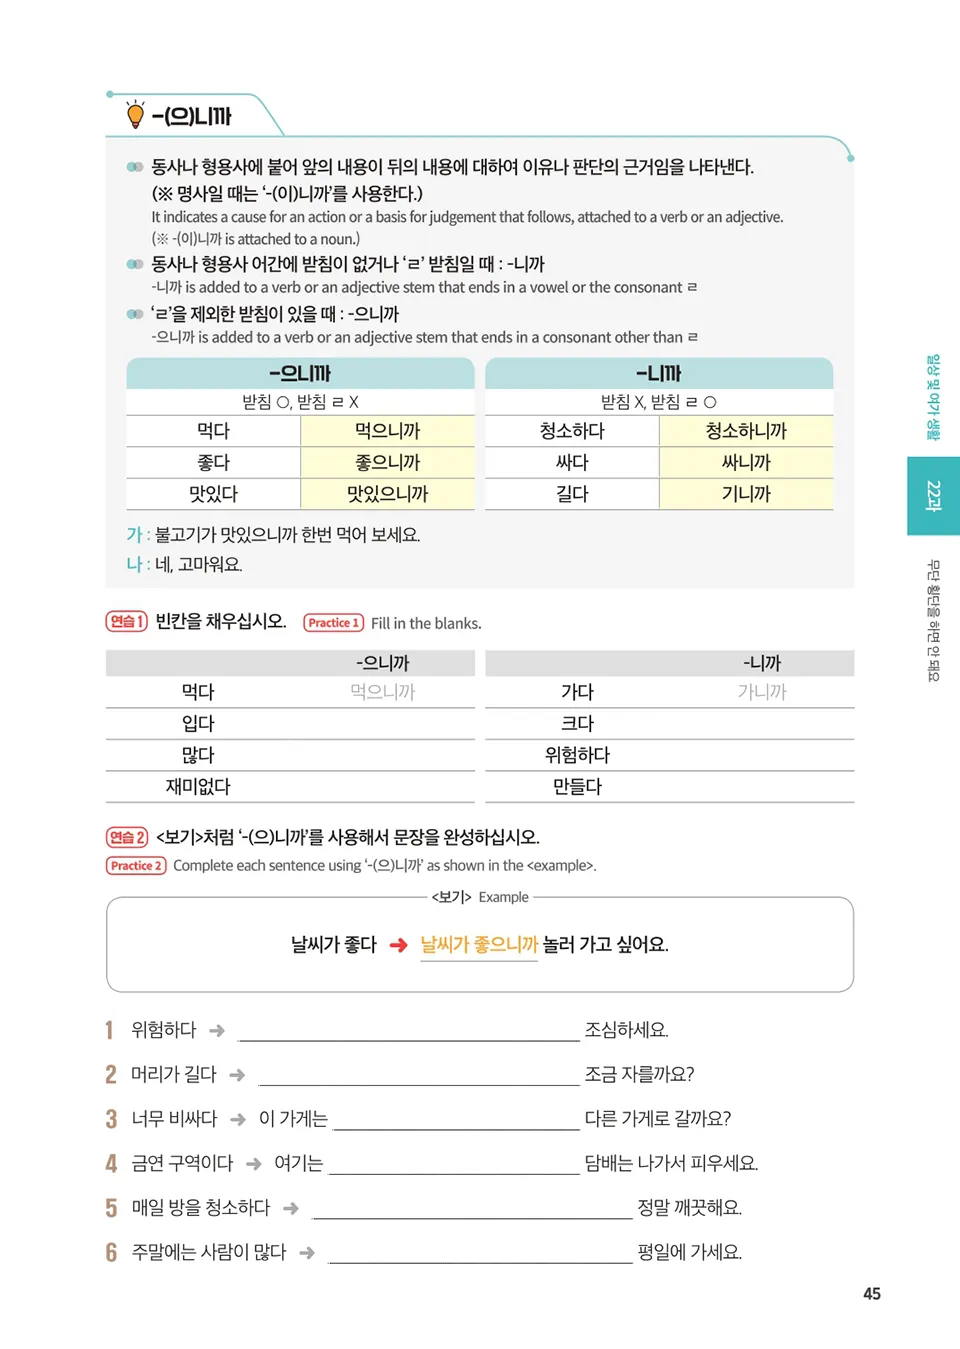 -(으)니까
동사나 형용사에 붙어 앞의 내용이 뒤의 내용에 대하여 이유나 판단의 근거임을 나타낸다.
(※ 명사일 때는 ‘-(이)니까’를 사용한다.)
It indicates a cause for an action or a basis for judgement that follows, attached to a verb or an adjective.
(※ -(이)니까 is attached to a noun.)
동사나 형용사 어간에 받침이 없거나 ‘ㄹ’ 받침일 때 : -니까
-니까 is added to a verb or an adjective stem that ends in a vowel or the consonant ㄹ
‘ㄹ’을 제외한 받침이 있을 때 : -으니까
-으니까 is added to a verb or an adjective stem that ends in a consonant other than ㄹ
-으니까 -니까
받침 ○, 받침 ㄹ X 받침 X, 받침 ㄹ ○
먹다 먹으니까 청소하다 청소하니까
좋다 좋으니까 싸다 싸니까
맛있다 맛있으니까 길다 기니까
가 : 불고기가 맛있으니까 한번 먹어 보세요.
나 : 네, 고마워요.
연습 1 빈칸을 채우십시오. Practice 1 Fill in the blanks.
-으니까 -니까
먹다 먹으니까 가다 가니까
입다 크다
많다 위험하다
재미없다 만들다
연습 2 <보기>처럼 ‘-(으)니까’를 사용해서 문장을 완성하십시오.
Practice 2 Complete each sentence using ‘-(으)니까’ as shown in the <example>.
<보기> Example
날씨가 좋다 ➜ 날씨가 좋으니까 놀러 가고 싶어요.
1 위험하다 ➜ ____ 조심하세요.
2 머리가 길다 ➜ ____ 조금 자를까요?
3 너무 비싸다 ➜ 이 가게는 ____ 다른 가게로 갈까요?
4 금연 구역이다 ➜ 여기는 ____ 담배는 나가서 피우세요.
5 매일 방을 청소하다 ➜ ____ 정말 깨끗해요.
6 주말에는 사람이 많다 ➜ ____ 평일에 가세요.
일상 및 여가 생활
22과
무단 횡단을 하면 안 돼요
45